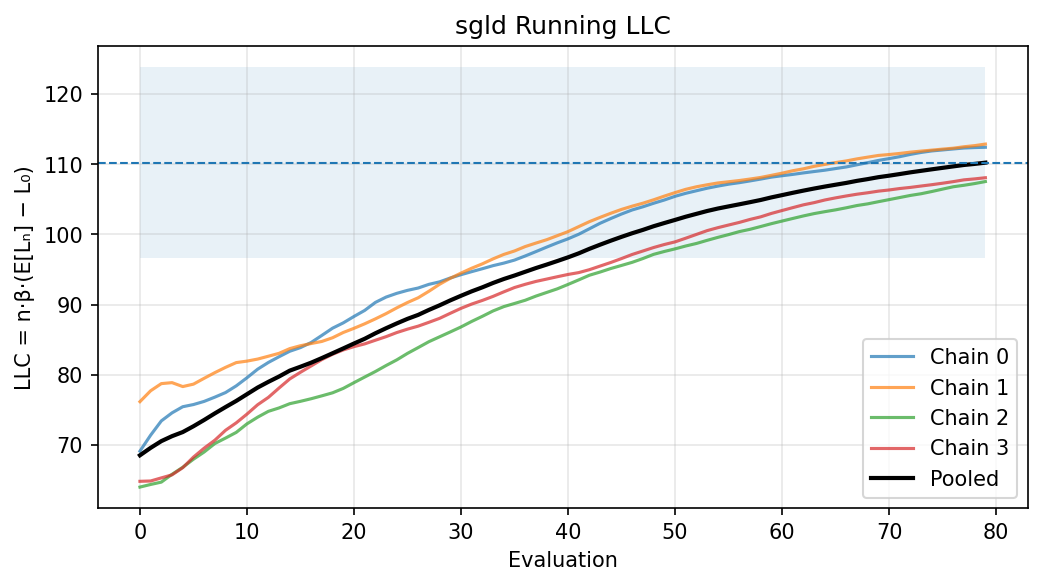 sgld Running LLC
LLC = n·β·(E[Lₙ] − L₀)
120
110
100
90
80
70
0 10 20 30 40 50 60 70 80
Evaluation
Chain 0
Chain 1
Chain 2
Chain 3
Pooled